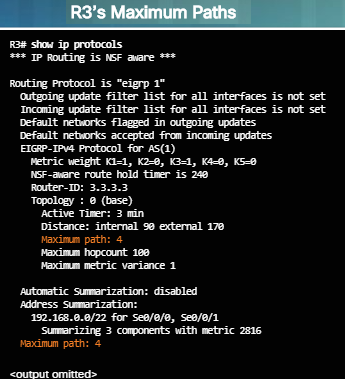 R3's Maximum Paths
R3# show ip protocols
*** IP Routing is NSF aware ***
Routing Protocol is "eigrp 1"
Outgoing update filter list for all interfaces is not set
Incoming update filter list for all interfaces is not set
Default networks flagged in outgoing updates
Default networks accepted from incoming updates
EIGRP-IPv4 Protocol for AS(1)
Metric weight K1=1, K2=0, K3=1, K4=0, K5=0
NSF-aware route hold timer is 240
Router-ID: 3.3.3.3
Topology : 0 (base)
Active Timer: 3 min
Distance: internal 90 external 170
Maximum path: 4
Maximum hopcount 100
Maximum metric variance 1
Automatic Summarization: disabled
Address Summarization:
192.168.0.0/22 for Se0/0/0, Se0/0/1
Summarizing 3 components with metric 2816
Maximum path: 4
<output omitted>